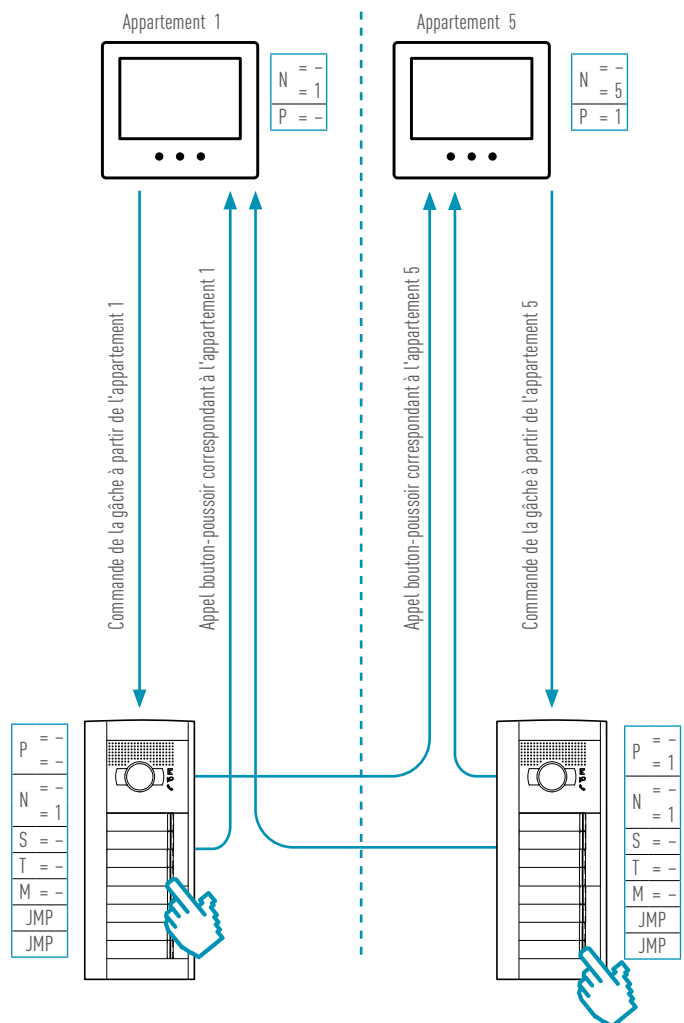 Appartement 1
N = –
= 1
P = –
Appartement 5
N = –
= 5
P = 1
Commande de la gâche à partir de l'appartement 1
Appel bouton-poussoir correspondant à l'appartement 1
Appel bouton-poussoir correspondant à l'appartement 5
Commande de la gâche à partir de l'appartement 5
P = –
= –
N = –
= 1
S = –
T = –
M = –
JMP
JMP
P = –
= 1
N = –
= 1
S = –
T = –
M = –
JMP
JMP